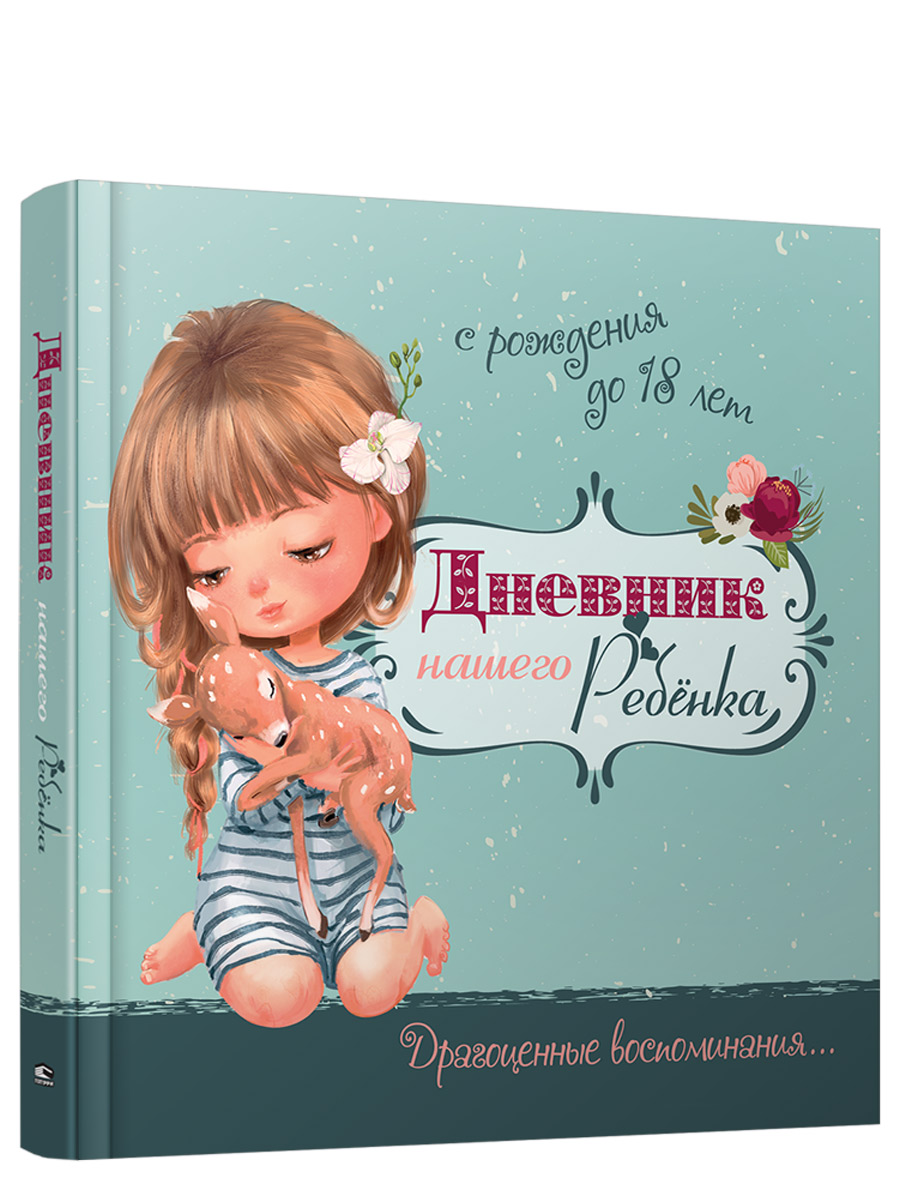 с рождения
до 18 лет
Дневник
нашего Ребёнка
Драгоценные воспоминания...
Дневник нашего Ребёнка